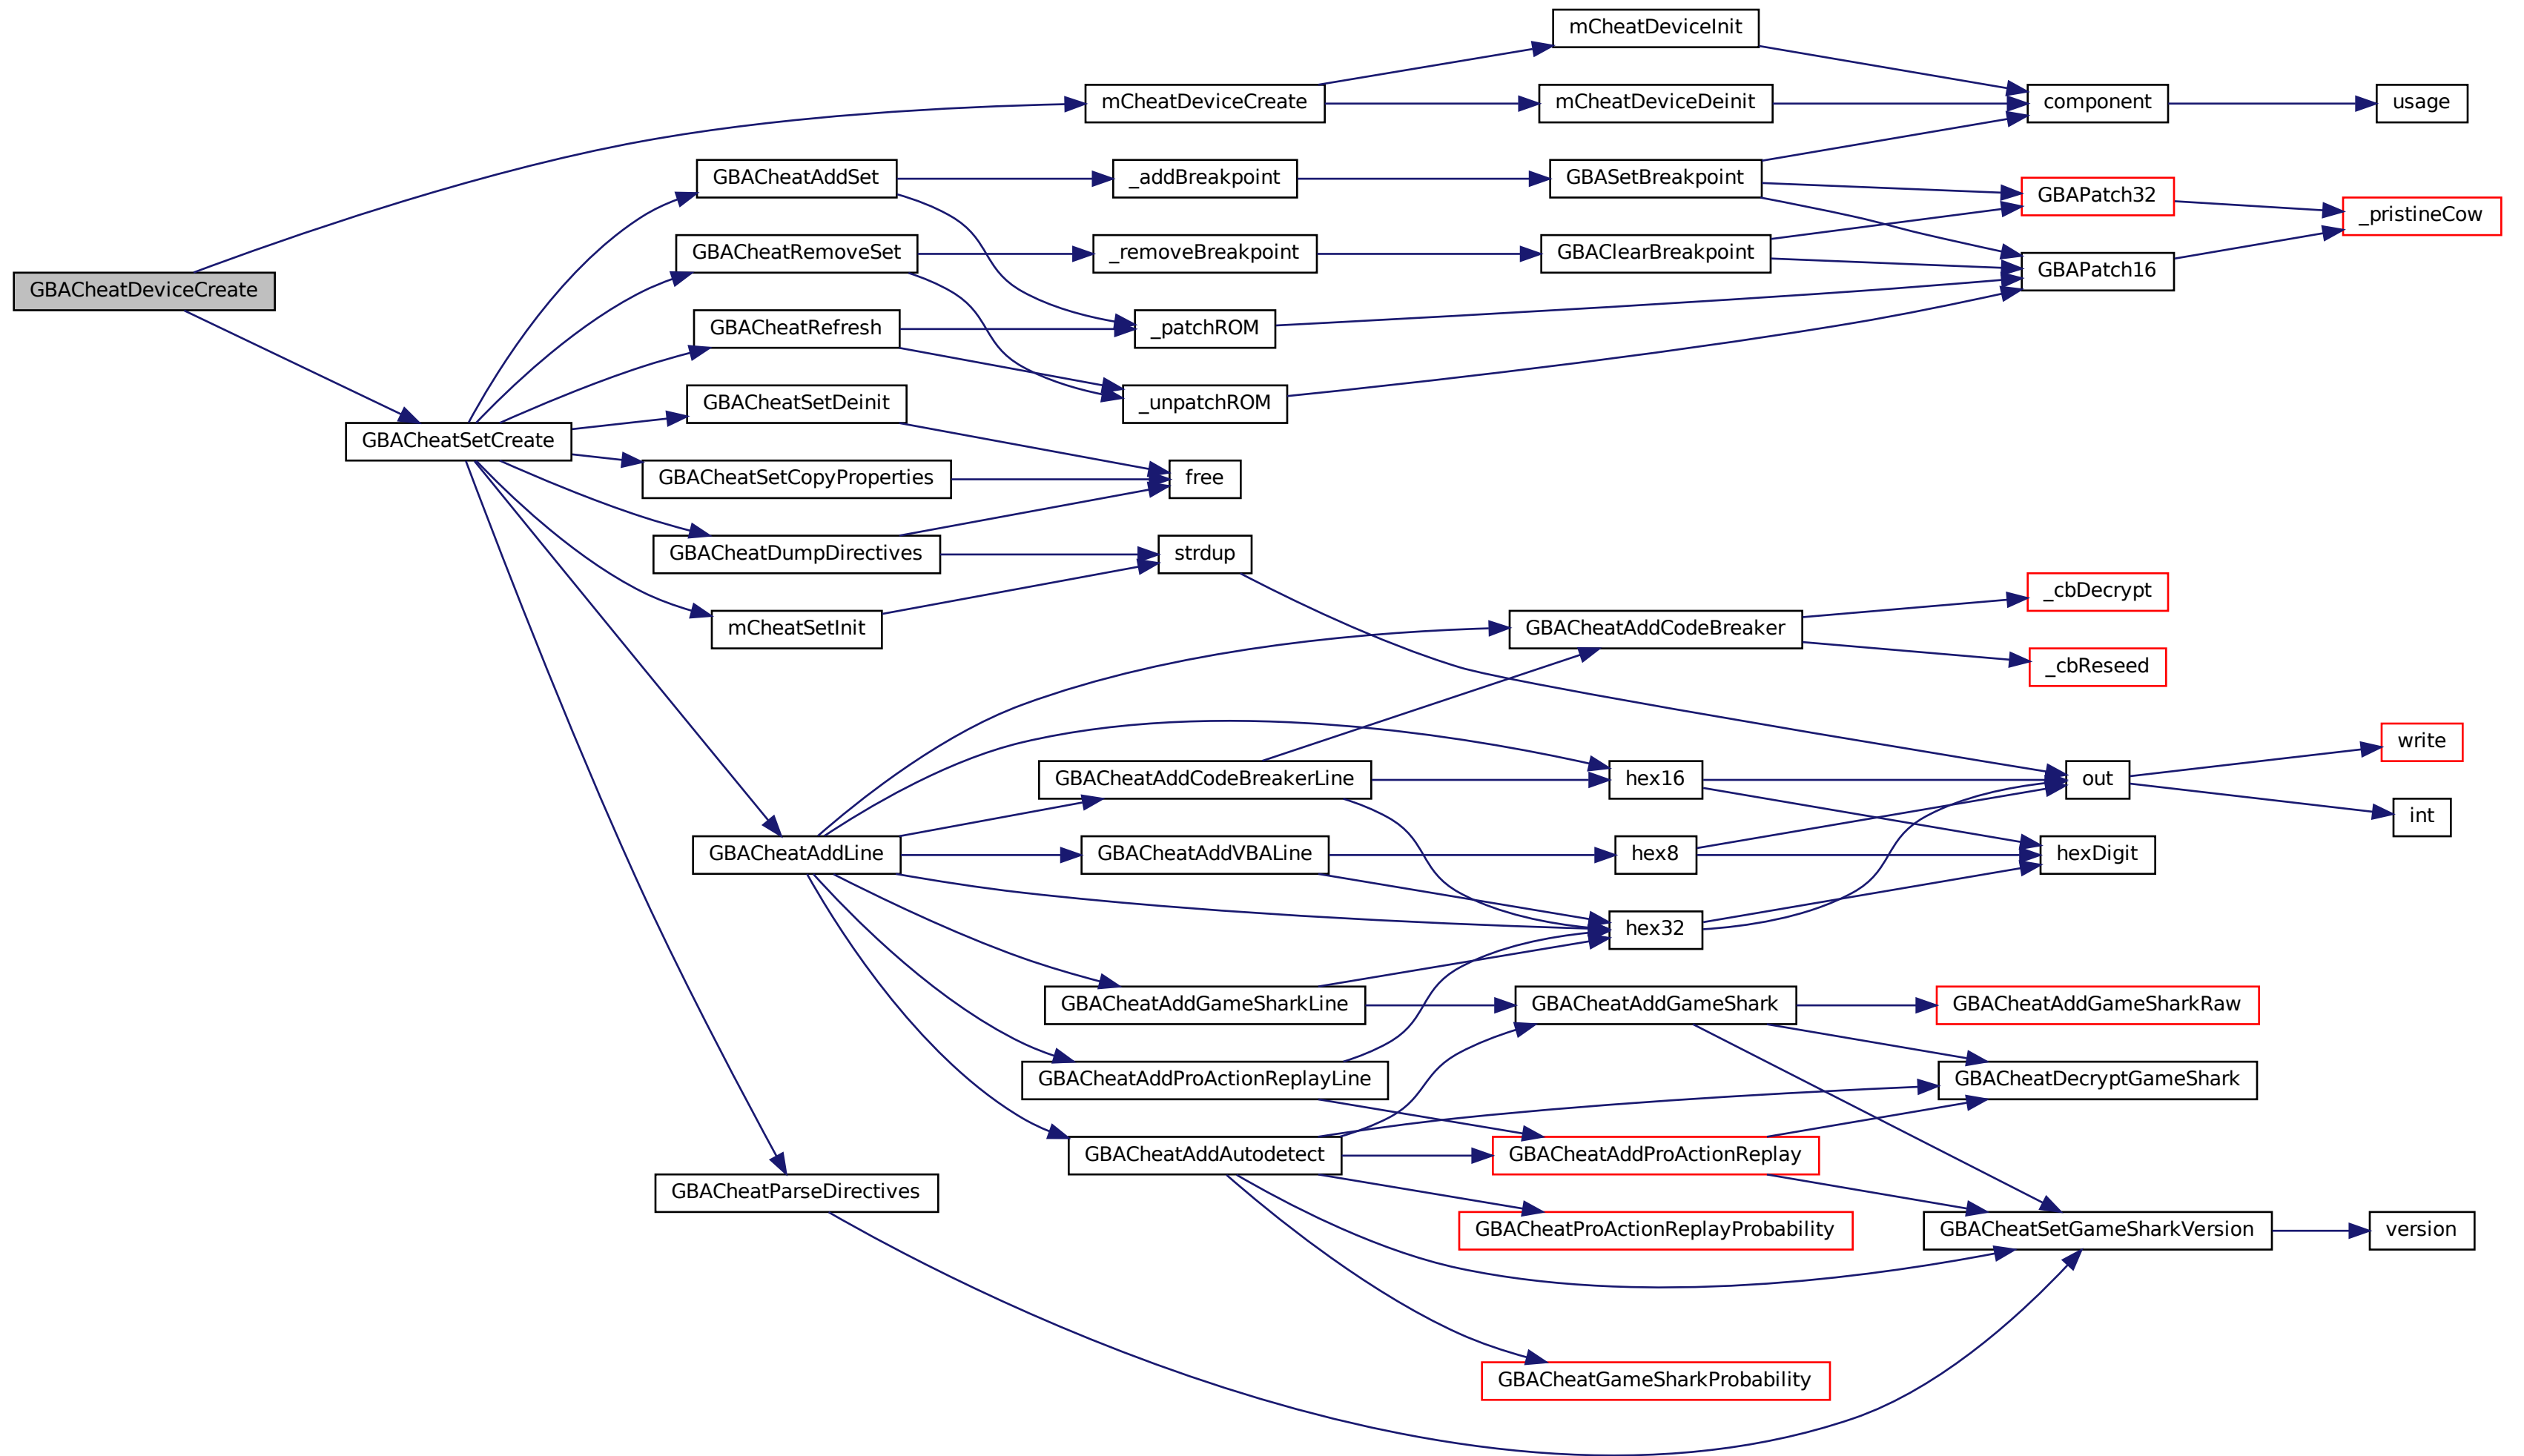 mCheatDeviceInit
mCheatDeviceCreate
mCheatDeviceDeinit
component
usage
GBACheatAddSet
_addBreakpoint
GBASetBreakpoint
GBAPatch32
_pristineCow
GBACheatRemoveSet
_removeBreakpoint
GBAClearBreakpoint
GBAPatch16
GBACheatDeviceCreate
GBACheatRefresh
_patchROM
GBACheatSetDeinit
_unpatchROM
GBACheatSetCreate
GBACheatSetCopyProperties
free
GBACheatDumpDirectives
strdup
_cbDecrypt
mCheatSetInit
GBACheatAddCodeBreaker
_cbReseed
write
GBACheatAddCodeBreakerLine
hex16
out
int
GBACheatAddLine
GBACheatAddVBALine
hex8
hexDigit
hex32
GBACheatAddGameSharkLine
GBACheatAddGameShark
GBACheatAddGameSharkRaw
GBACheatAddProActionReplayLine
GBACheatDecryptGameShark
GBACheatAddAutodetect
GBACheatAddProActionReplay
GBACheatParseDirectives
GBACheatProActionReplayProbability
GBACheatSetGameSharkVersion
version
GBACheatGameSharkProbability